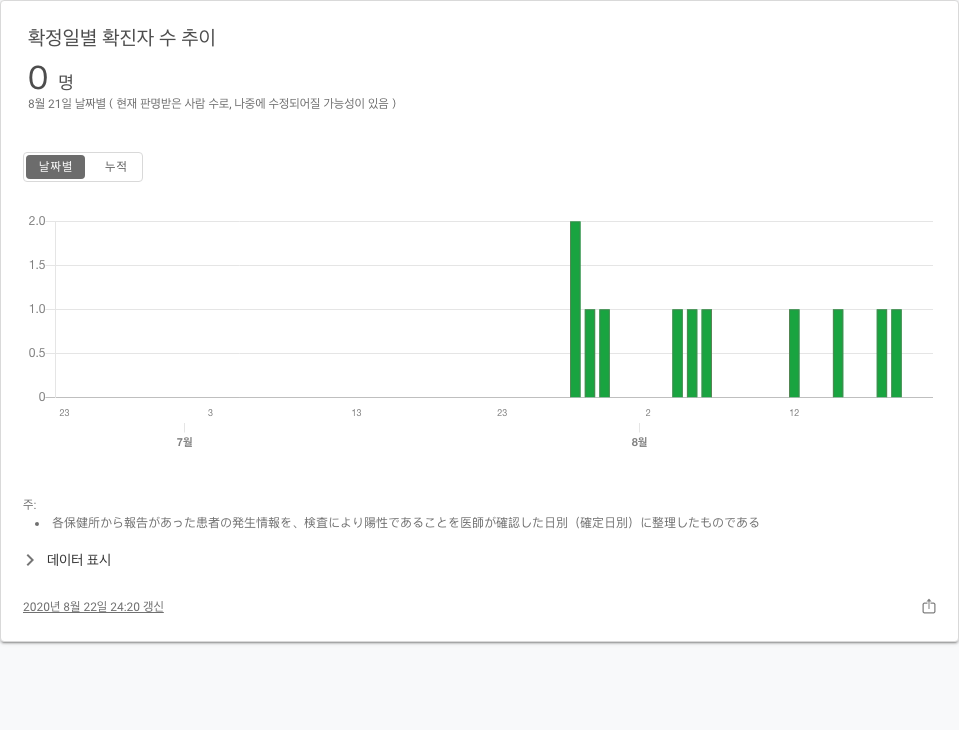 확정일별 확진자 수 추이
0 명
8월 21일 날짜별 ( 현재 판명받은 사람 수로, 나중에 수정되어질 가능성이 있음 )
날짜별 누적
2.0
1.5
1.0
0.5
0
23 3 13 23 2 12
7월 8월
주:
• 各保健所から報告があった患者の発生情報を、検査により陽性であることを医師が確認した日別（確定日別）に整理したものである
데이터 표시
2020년 8월 22일 24:20 갱신